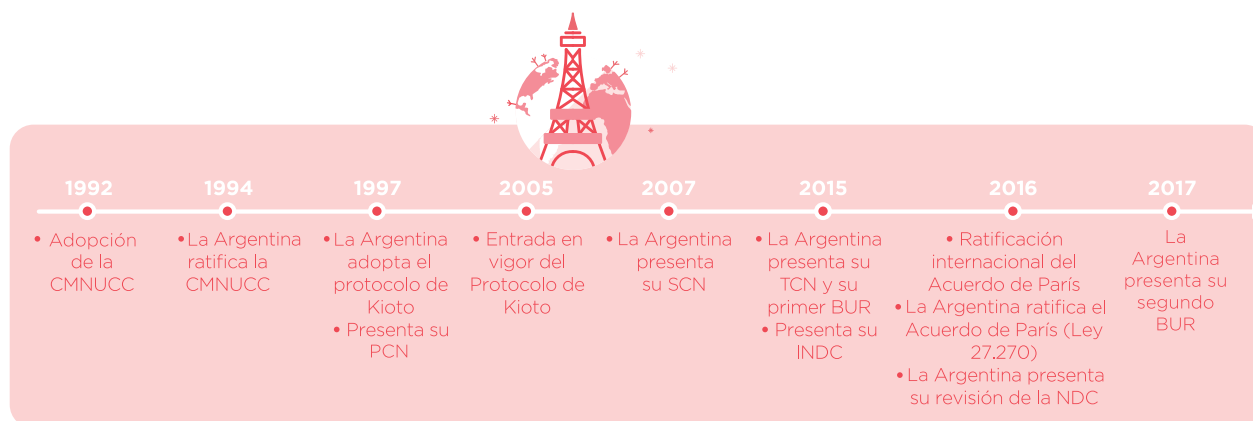 1992
• Adopción
de la
CMNUCC
1994
• La Argentina
ratifica la
CMNUCC
1997
• La Argentina
adopta el
protocolo de
Kioto
• Presenta su
PCN
2005
• Entrada en
vigor del
Protocolo de
Kioto
2007
• La Argentina
presenta
su SCN
2015
• La Argentina
presenta su
TCN y su
primer BUR
• Presenta su
INDC
2016
• Ratificación
internacional del
Acuerdo de París
• La Argentina ratifica el
Acuerdo de París (Ley
27.270)
• La Argentina presenta
su revisión de la NDC
2017
La
Argentina
presenta su
segundo
BUR